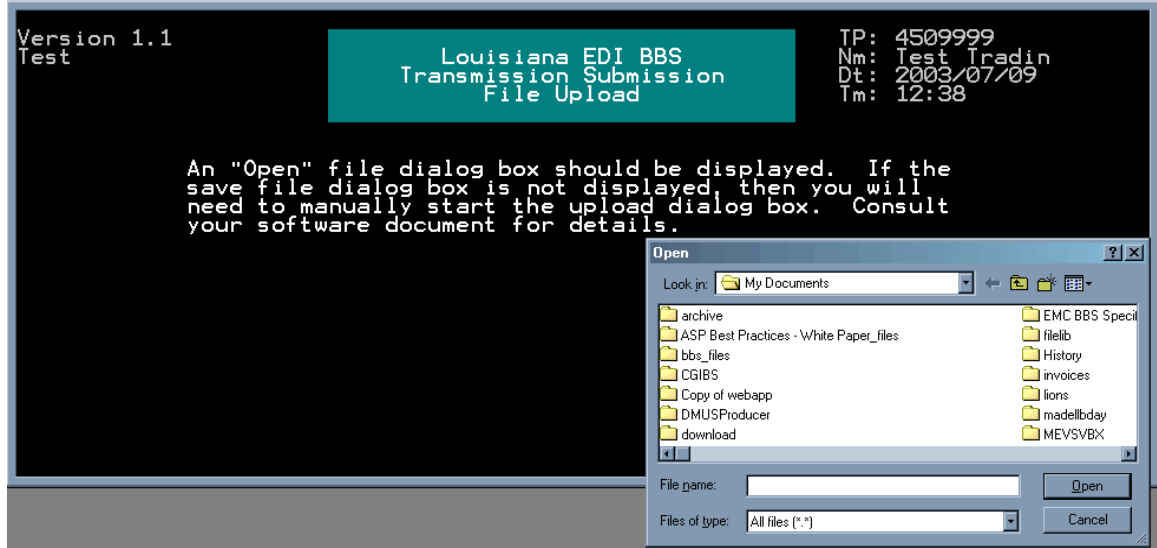 Version 1.1
Test
Louisiana EDI BBS
Transmission Submission
File Upload
TP: 4509999
Nm: Test Tradin
Dt: 2003/07/09
Tm: 12:38
An "Open" file dialog box should be displayed. If the
save file dialog box is not displayed, then you will
need to manually start the upload dialog box. Consult
your software document for details.
Open
Look in: My Documents
archive
ASP Best Practices - White Paper_files
bbs_files
CGIBS
Copy of webapp
DMUSProducer
download
EMC BBS Specif
filelib
History
invoices
lions
madellbday
MEVSVBX
File name:
Open
Files of type: All files (*.*)
Cancel